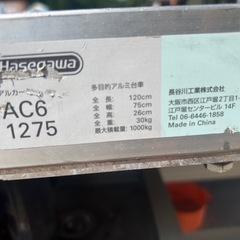 Hasegawa
アルカー
AC6
1275
多目的アルミ台車
全 長: 120cm
全 幅: 75cm
全 高: 26cm
全 重: 30kg
最大積載量: 1000kg
長谷川工業株式会社
大阪市西区江戸堀2丁目1-
江戸堀センタービル 14F
Tel 06-6446-1858
Made in China